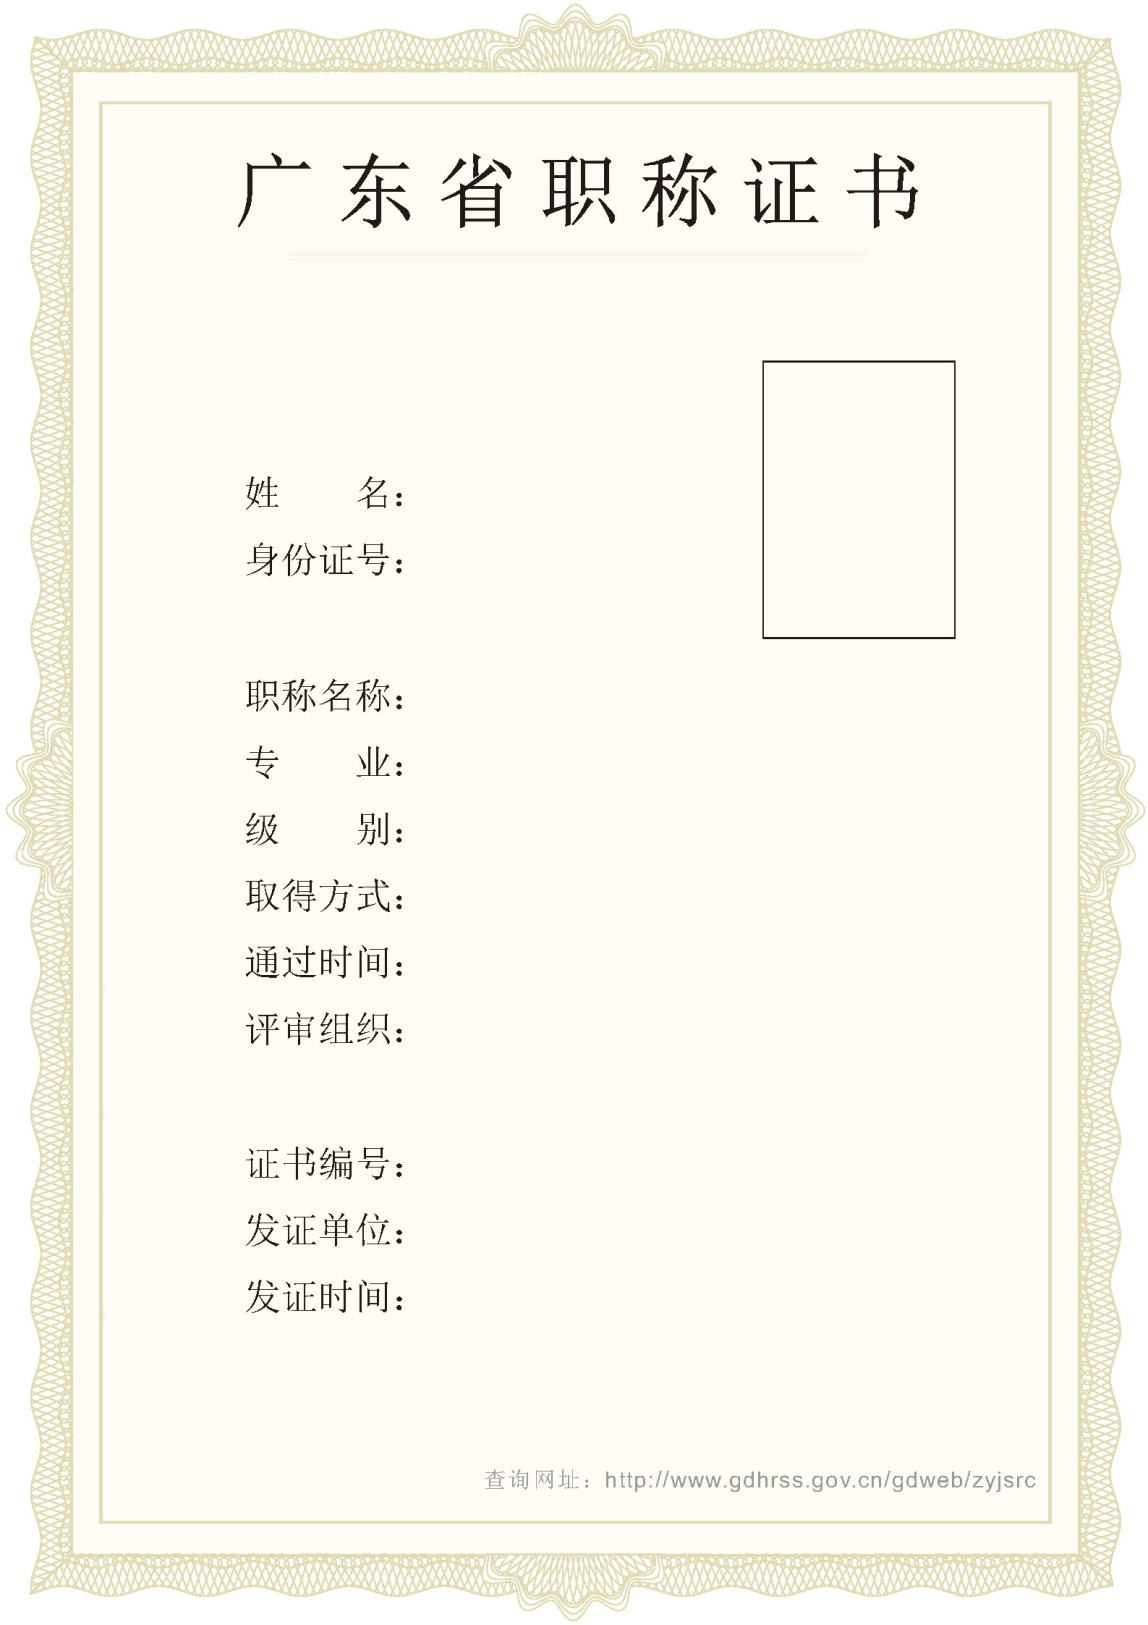 广东省职称证书
姓　　名：
身份证号：
职称名称：
专　　业：
级　　别：
取得方式：
通过时间：
评审组织：
证书编号：
发证单位：
发证时间：
查询网址：http://www.gdhrss.gov.cn/gdweb/zyjsrc